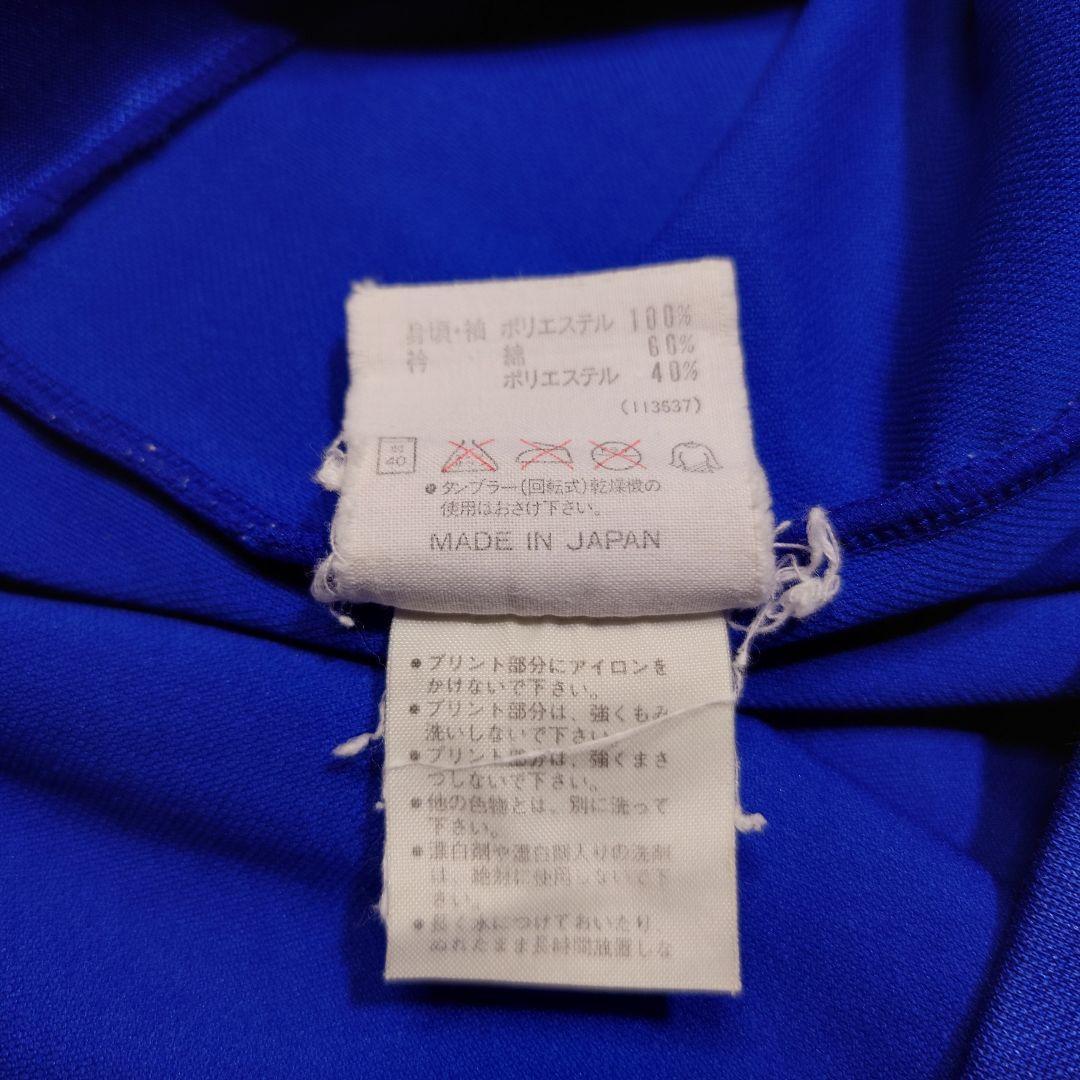 身頃・袖 ポリエステル 100%
衿 綿 60%
ポリエステル 40%
(113537)
40
●タンブラー(回転式)乾燥機の
使用はおさけ下さい。
MADE IN JAPAN
●プリント部分にアイロンを
かけないで下さい。
●プリント部分は、強くもみ
洗いしないで下さい。
●プリント部分は、強くまさ
つしないで下さい。
●他の色物とは、別に洗って
下さい。
●漂白剤や漂白剤入りの洗剤
は、絶対に使用しないで下
さい。
●長く水につけておいたり、
ぬれたまま長時間放置しな